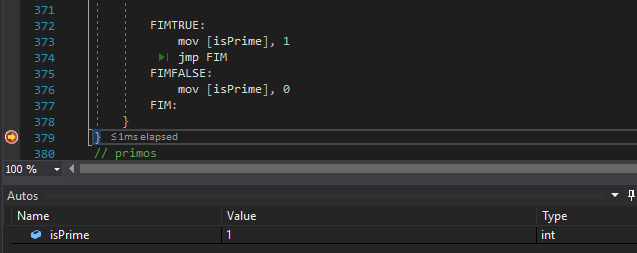 371
372 FIMTRUE:
373 mov [isPrime], 1
374 jmp FIM
375 FIMFALSE:
376 mov [isPrime], 0
377 FIM:
378 }
379 } ≤1ms elapsed
380 // primos
100 %
Autos
Name Value Type
isPrime 1 int